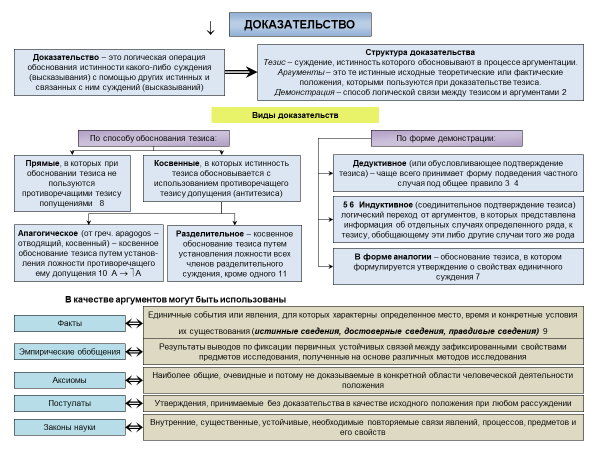 ДОКАЗАТЕЛЬСТВО
Доказательство – это логическая операция
обоснования истинности какого-либо суждения
(высказывания) с помощью других истинных и
связанных с ним суждений (высказываний)
Структура доказательства
Тезис – суждение, истинность которого обосновывают в процессе аргументации.
Аргументы – это те истинные исходные теоретические или фактические
положения, которыми пользуются при доказательстве тезиса.
Демонстрация – способ логической связи между тезисом и аргументами 2
Виды доказательств
По способу обоснования тезиса:
По форме демонстрации:
Прямые, в которых при
обосновании тезиса не
пользуются
противоречащими тезису
попущениями 8
Косвенные, в которых истинность
тезиса обосновывается с
использованием противоречащего
тезису допущения (антитезиса)
Апагогическое (от греч. apagogos –
отводящий, косвенный) – косвенное
обоснование тезиса путем установ-
ления ложности противоречащего
ему допущения 10 А → ⎤А
Разделительное – косвенное
обоснование тезиса путем
установления ложности всех
членов разделительного
суждения, кроме одного 11
Дедуктивное (или обусловливающее подтверждение
тезиса) – чаще всего принимает форму подведения частного
случая под общее правило 3 4
5 6 Индуктивное (соединительное подтверждение тезиса)
логический переход от аргументов, в которых представлена
информация об отдельных случаях определенного ряда, к
тезису, обобщающему эти либо другие случаи того же рода
В форме аналогии – обоснование тезиса, в котором
формулируется утверждение о свойствах единичного
суждения 7
В качестве аргументов могут быть использованы
Факты
Единичные события или явления, для которых характерны определенное место, время и конкретные условия
их существования (истинные сведения, достоверные сведения, правдивые сведения) 9
Эмпирические обобщения
Результаты выводов по фиксации первичных устойчивых связей между зафиксированными свойствами
предметов исследования, полученные на основе различных методов исследования
Аксиомы
Наиболее общие, очевидные и потому не доказываемые в конкретной области человеческой деятельности
положения
Постулаты
Утверждения, принимаемые без доказательства в качестве исходного положения при любом рассуждении
Законы науки
Внутренние, существенные, устойчивые, необходимые повторяемые связи явлений, процессов, предметов и
его свойств